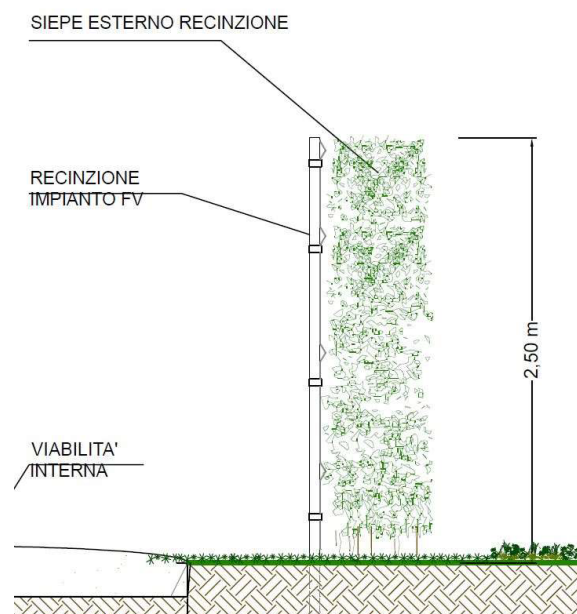 SIEPE ESTERNO RECINZIONE
RECINZIONE
IMPIANTO FV
2,50 m
VIABILITA'
INTERNA